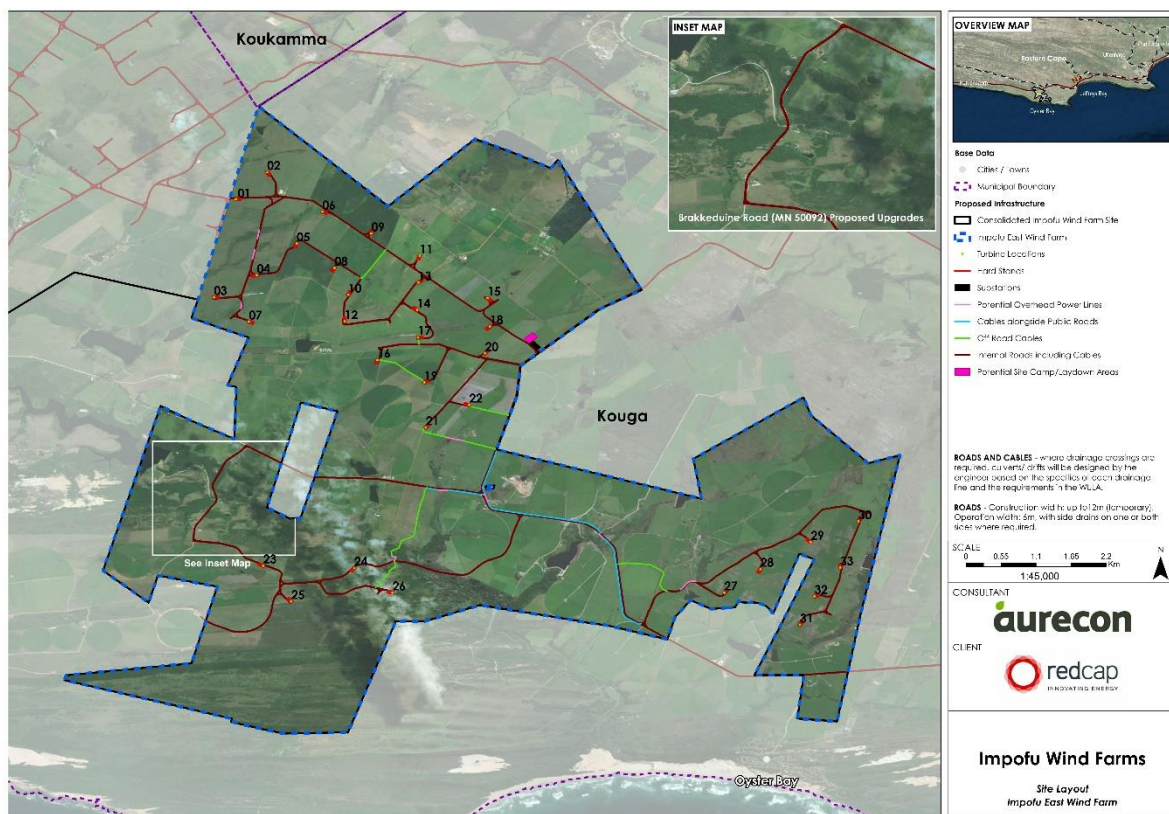 Koukamma
INSET MAP
Brakkeduine Road (MN 50092) Proposed Upgrades
02
01
06
09
05
11
08
04
13
10
15
03
14
12
07
18
17
20
16
19
22
21
Kouga
30
29
See Inset Map
23
24
28
33
25
26
27
32
31
Oyster Bay
OVERVIEW MAP
Eastern Cape
Jeffreys Bay
Oyster Bay
Base Data
Cities / Towns
Municipal Boundary
Proposed Infrastructure
Consolidated Impofu Wind Farm Site
Impofu East Wind Farm
Turbine Locations
Hard Stands
Substations
Potential Overhead Power Lines
Cables alongside Public Roads
Off Road Cables
Internal Roads including Cables
Potential Site Camp/Laydown Areas
ROADS AND CABLES - where drainage crossings are
required, culverts/ drifts will be designed by the
engineer based on the specifics of each drainage
line and the requirements in the WULA.
ROADS - Construction width: up to 12m (temporary).
Operation width: 6m, with side drains on one or both
sides where required.
SCALE
N
0 0.55 1.1 1.65 2.2
Km
1:45,000
CONSULTANT
aurecon
CLIENT
redcap
INNOVATING ENERGY
Impofu Wind Farms
Site Layout
Impofu East Wind Farm